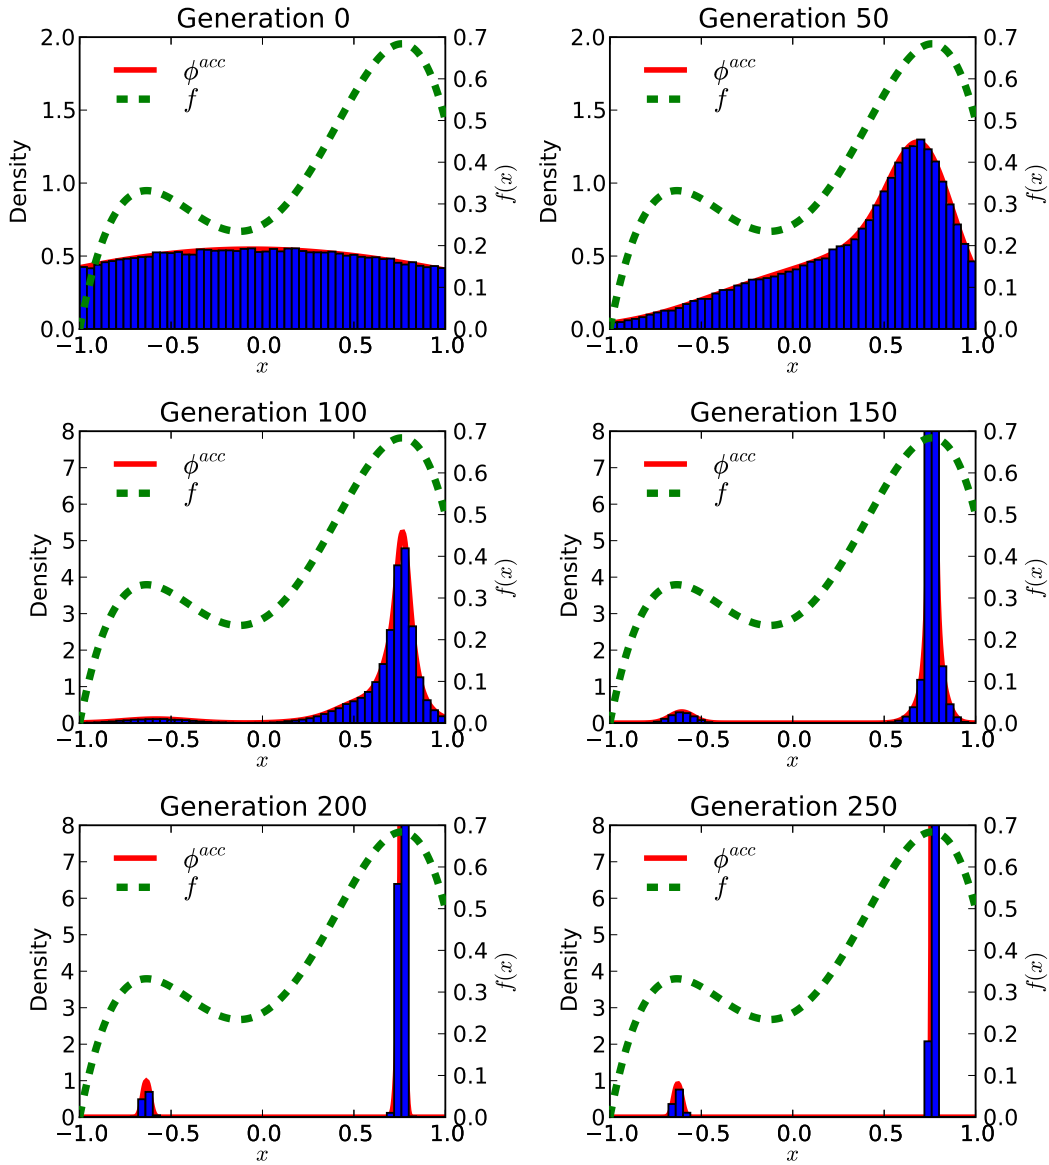 Generation 0
Generation 50
2.0
1.5
1.0
0.5
0.0
Density
ϕ^acc
f
0.7
0.6
0.5
0.4
0.3
0.2
0.1
0.0
f(x)
−1.0 −0.5 0.0 0.5 1.0
x
2.0
1.5
1.0
0.5
0.0
Density
ϕ^acc
f
0.7
0.6
0.5
0.4
0.3
0.2
0.1
0.0
f(x)
−1.0 −0.5 0.0 0.5 1.0
x
Generation 100
Generation 150
8
7
6
5
4
3
2
1
0
Density
ϕ^acc
f
0.7
0.6
0.5
0.4
0.3
0.2
0.1
0.0
f(x)
−1.0 −0.5 0.0 0.5 1.0
x
8
7
6
5
4
3
2
1
0
Density
ϕ^acc
f
0.7
0.6
0.5
0.4
0.3
0.2
0.1
0.0
f(x)
−1.0 −0.5 0.0 0.5 1.0
x
Generation 200
Generation 250
8
7
6
5
4
3
2
1
0
Density
ϕ^acc
f
0.7
0.6
0.5
0.4
0.3
0.2
0.1
0.0
f(x)
−1.0 −0.5 0.0 0.5 1.0
x
8
7
6
5
4
3
2
1
0
Density
ϕ^acc
f
0.7
0.6
0.5
0.4
0.3
0.2
0.1
0.0
f(x)
−1.0 −0.5 0.0 0.5 1.0
x